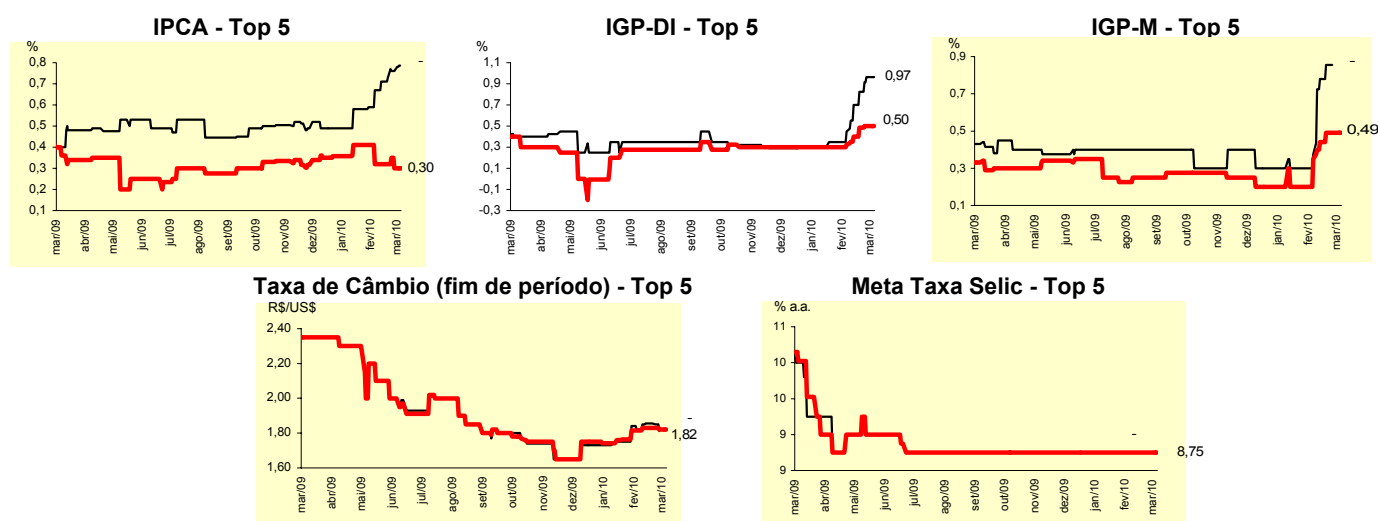 IPCA - Top 5
%
0,8
0,7
0,6
0,5
0,4
0,3
0,2
0,1
-
0,30
mar/09
abr/09
mai/09
jun/09
jul/09
ago/09
set/09
out/09
nov/09
dez/09
jan/10
fev/10
mar/10
IGP-DI - Top 5
%
1,1
0,9
0,7
0,5
0,3
0,1
-0,1
-0,3
0,97
0,50
mar/09
abr/09
mai/09
jun/09
jul/09
ago/09
set/09
out/09
nov/09
dez/09
jan/10
fev/10
mar/10
IGP-M - Top 5
%
0,9
0,7
0,5
0,3
0,1
-
0,49
mar/09
abr/09
mai/09
jun/09
jul/09
ago/09
set/09
out/09
nov/09
dez/09
jan/10
fev/10
mar/10
Taxa de Câmbio (fim de período) - Top 5
R$/US$
2,40
2,20
2,00
1,80
1,60
-
1,82
mar/09
abr/09
mai/09
jun/09
jul/09
ago/09
set/09
out/09
nov/09
dez/09
jan/10
fev/10
mar/10
Meta Taxa Selic - Top 5
% a.a.
11
10
10
9
9
-
8,75
mar/09
abr/09
mai/09
jun/09
jul/09
ago/09
set/09
out/09
nov/09
dez/09
jan/10
fev/10
mar/10